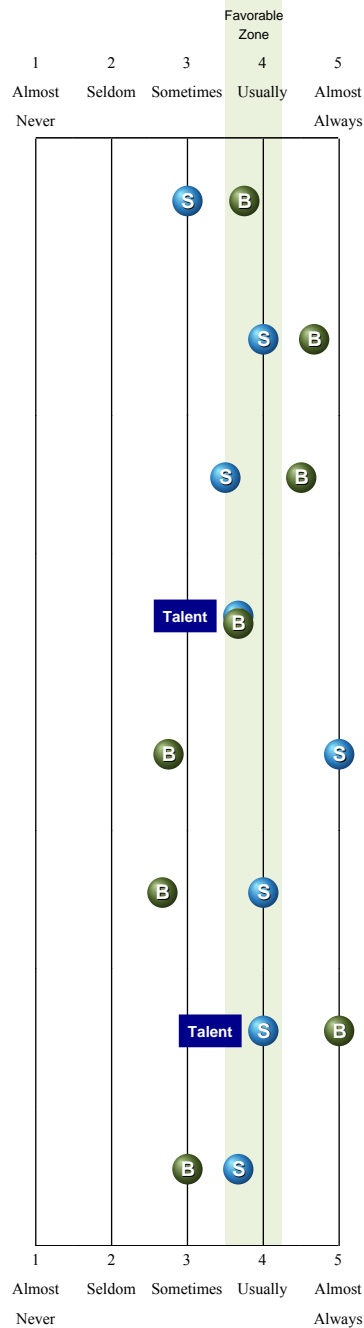 Favorable
Zone
1 2 3 4 5
Almost Seldom Sometimes Usually Almost
Never Always
S B
S B
S B
Talent B
B S
B S
Talent S B
B S
1 2 3 4 5
Almost Seldom Sometimes Usually Almost
Never Always